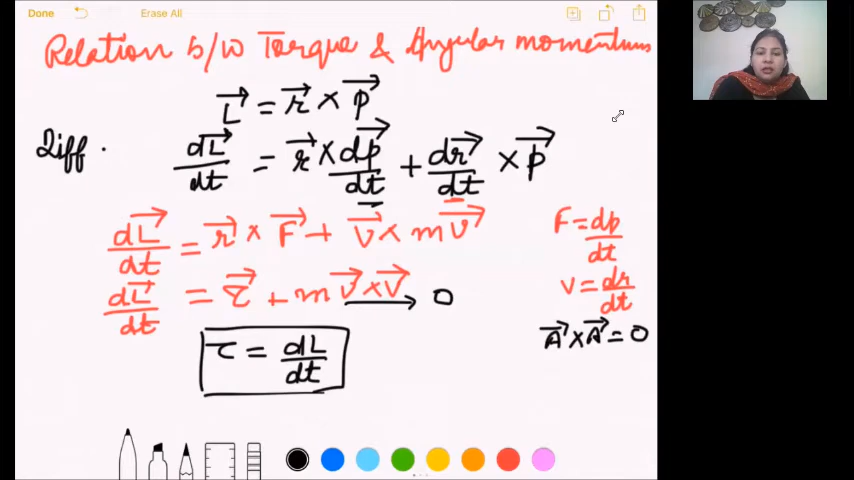 Done Erase All
Relation b/w Torque & Angular momentum
L⃗ = r⃗ × p⃗
Diff. dL⃗/dt = r⃗ × dp⃗/dt + dr⃗/dt × p⃗
dL⃗/dt = r⃗ × F⃗ + v⃗ × mv⃗
F = dp/dt
dL⃗/dt = τ⃗ + m v⃗ × v⃗ → 0
v = dr/dt
A⃗ × A⃗ = 0
τ = dL/dt